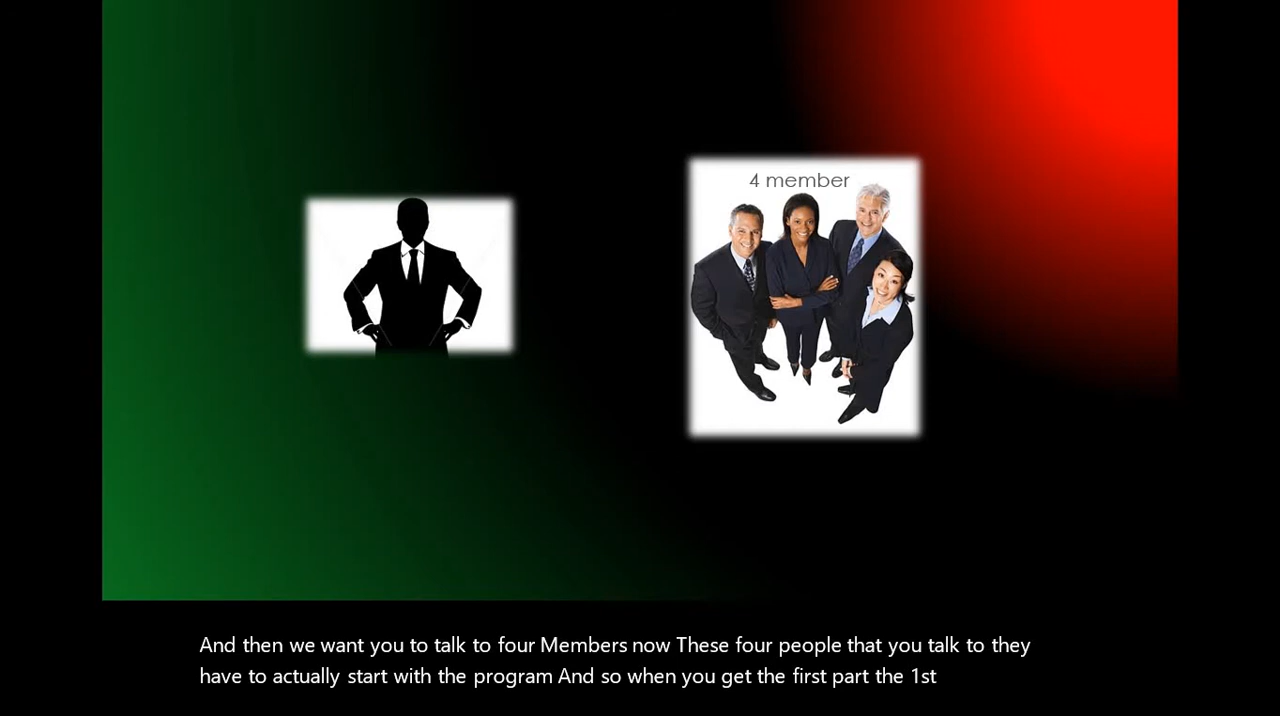 4 member
And then we want you to talk to four Members now These four people that you talk to they
have to actually start with the program And so when you get the first part the 1st